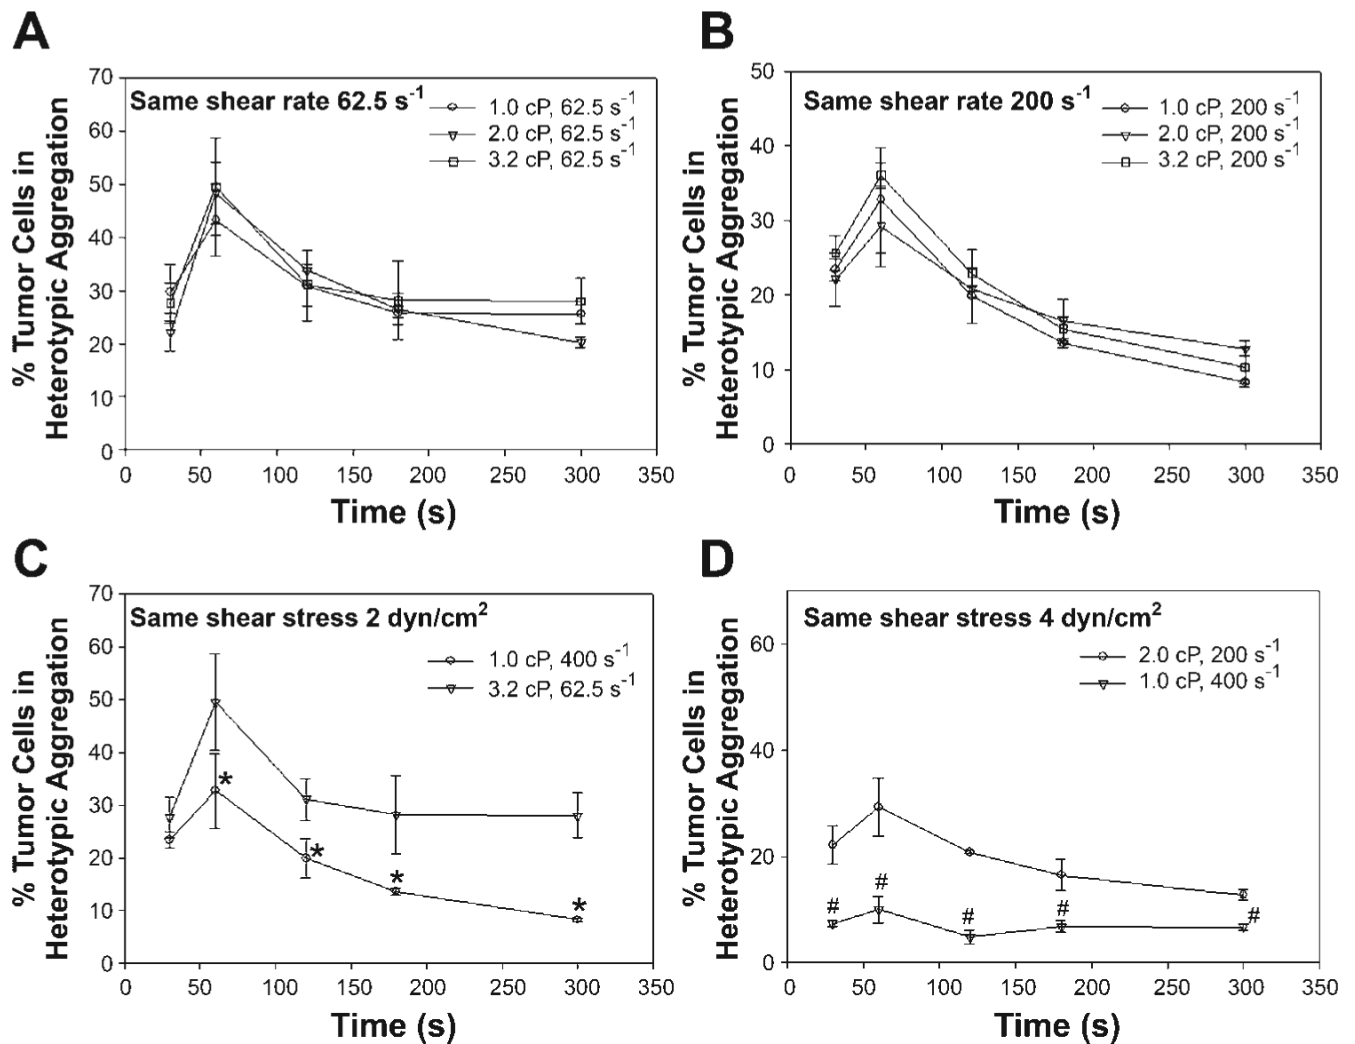 A
% Tumor Cells in
Heterotypic Aggregation
70
60
50
40
30
20
10
0
Same shear rate 62.5 s⁻¹
1.0 cP, 62.5 s⁻¹
2.0 cP, 62.5 s⁻¹
3.2 cP, 62.5 s⁻¹
0 50 100 150 200 250 300 350
Time (s)
B
% Tumor Cells in
Heterotypic Aggregation
50
40
30
20
10
0
Same shear rate 200 s⁻¹
1.0 cP, 200 s⁻¹
2.0 cP, 200 s⁻¹
3.2 cP, 200 s⁻¹
0 50 100 150 200 250 300 350
Time (s)
C
% Tumor Cells in
Heterotypic Aggregation
70
60
50
40
30
20
10
0
Same shear stress 2 dyn/cm²
1.0 cP, 400 s⁻¹
3.2 cP, 62.5 s⁻¹
*
*
*
*
0 50 100 150 200 250 300 350
Time (s)
D
% Tumor Cells in
Heterotypic Aggregation
60
40
20
0
Same shear stress 4 dyn/cm²
2.0 cP, 200 s⁻¹
1.0 cP, 400 s⁻¹
# # # # #
0 50 100 150 200 250 300 350
Time (s)